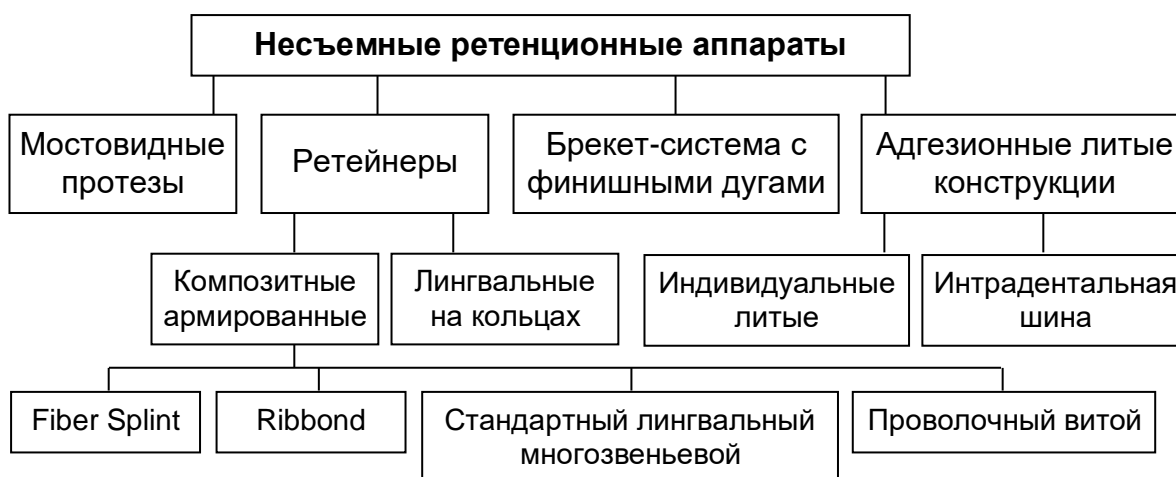 Несъемные ретенционные аппараты
Мостовидные
протезы
Ретейнеры
Брекет-система с
финишными дугами
Адгезионные литые
конструкции
Композитные
армированные
Лингвальные
на кольцах
Индивидуальные
литые
Интрадентальная
шина
Fiber Splint
Ribbond
Стандартный лингвальный
многозвеньевой
Проволочный витой